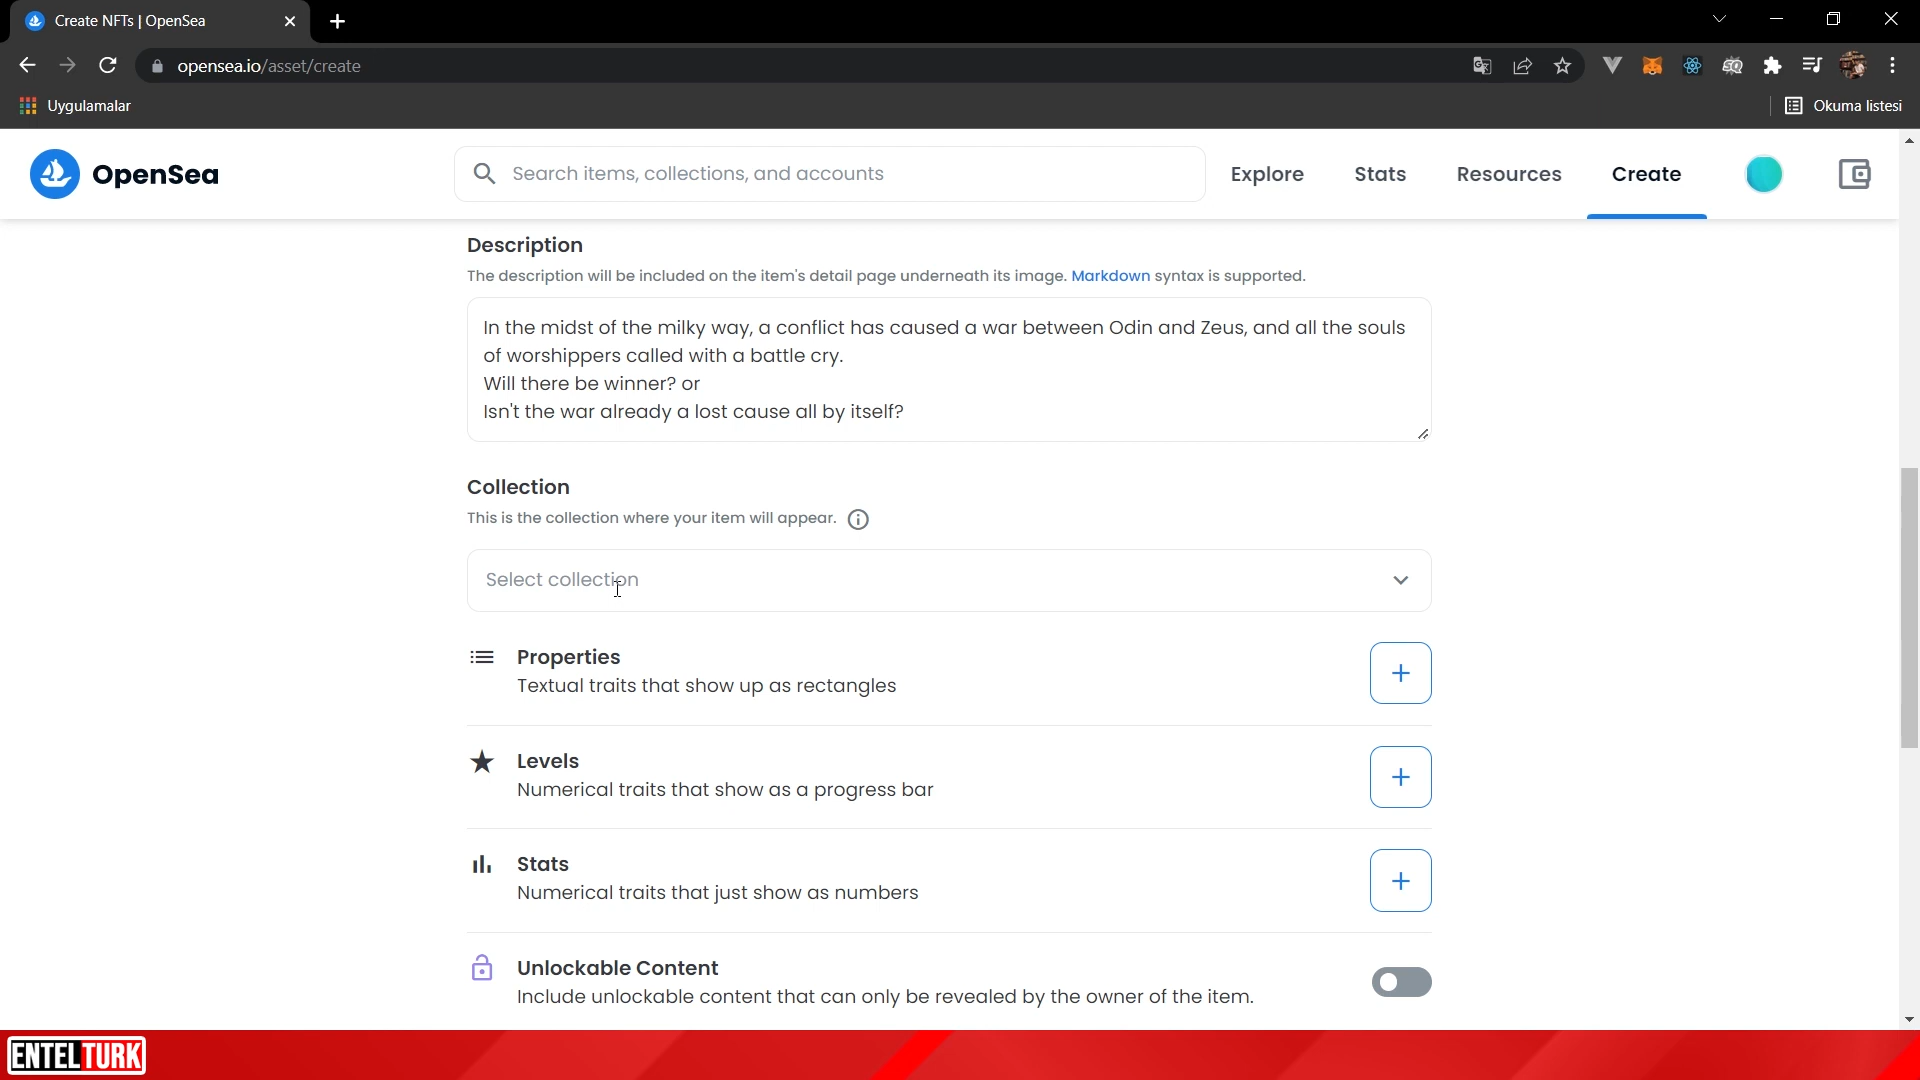 Create NFTs | OpenSea
opensea.io/asset/create
Uygulamalar
Okuma listesi
OpenSea
Search items, collections, and accounts
Explore
Stats
Resources
Create
Description
The description will be included on the item's detail page underneath its image. Markdown syntax is supported.
In the midst of the milky way, a conflict has caused a war between Odin and Zeus, and all the souls
of worshippers called with a battle cry.
Will there be winner? or
Isn't the war already a lost cause all by itself?
Collection
This is the collection where your item will appear.
Select collection
Properties
Textual traits that show up as rectangles
Levels
Numerical traits that show as a progress bar
Stats
Numerical traits that just show as numbers
Unlockable Content
Include unlockable content that can only be revealed by the owner of the item.
ENTELTURK